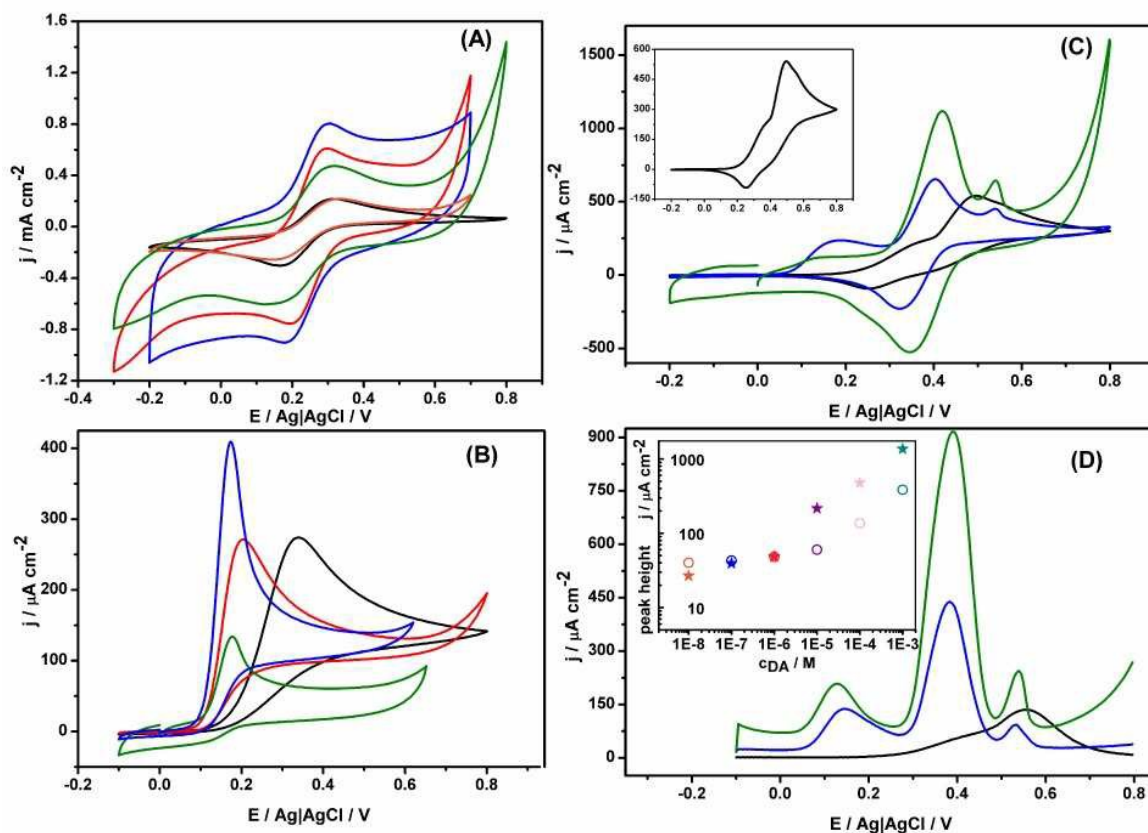 (A)
1.6
1.2
0.8
0.4
0.0
-0.4
-0.8
-1.2
j / mA cm-2
-0.4 -0.2 0.0 0.2 0.4 0.6 0.8
E / Ag|AgCl / V
(C)
1500
1000
500
0
-500
j / μA cm-2
600
450
300
150
0
-150
-0.2 0.0 0.2 0.4 0.6 0.8
-0.2 0.0 0.2 0.4 0.6 0.8
E / Ag|AgCl / V
(B)
400
300
200
100
0
j / μA cm-2
0.0 0.2 0.4 0.6 0.8
E / Ag|AgCl / V
(D)
900
750
600
450
300
150
0
j / μA cm-2
peak height j / μA cm-2
1000
100
10
1E-8 1E-7 1E-6 1E-5 1E-4 1E-3
cDA / M
-0.2 0.0 0.2 0.4 0.6 0.8
E / Ag|AgCl / V